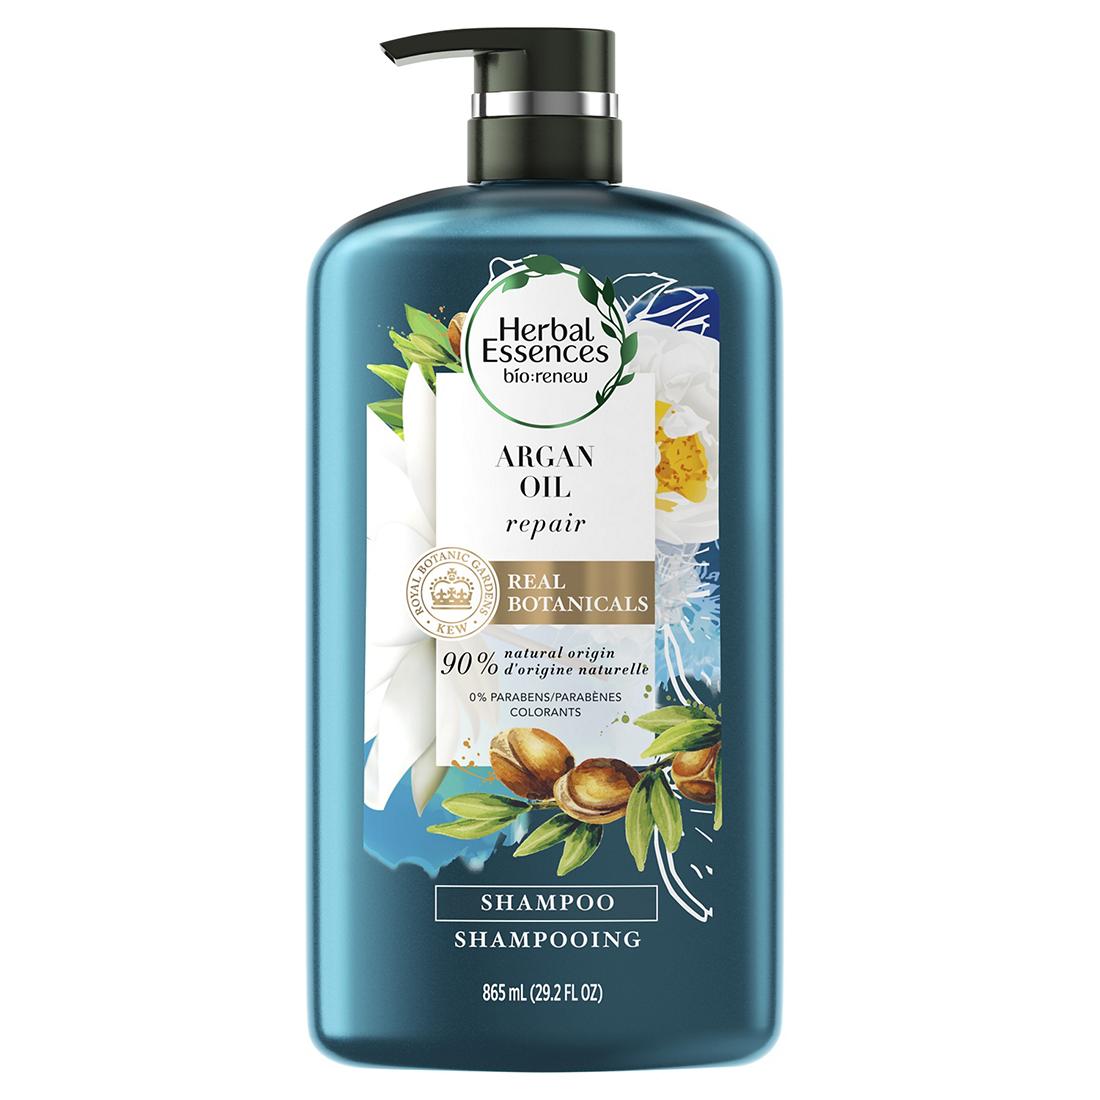 Herbal
Essences
bío:renew
ARGAN
OIL
repair
ROYAL BOTANIC GARDENS
• KEW •
REAL
BOTANICALS
90% natural origin
d'origine naturelle
0% PARABENS/PARABÈNES
COLORANTS
SHAMPOO
SHAMPOOING
865 mL (29.2 FL OZ)